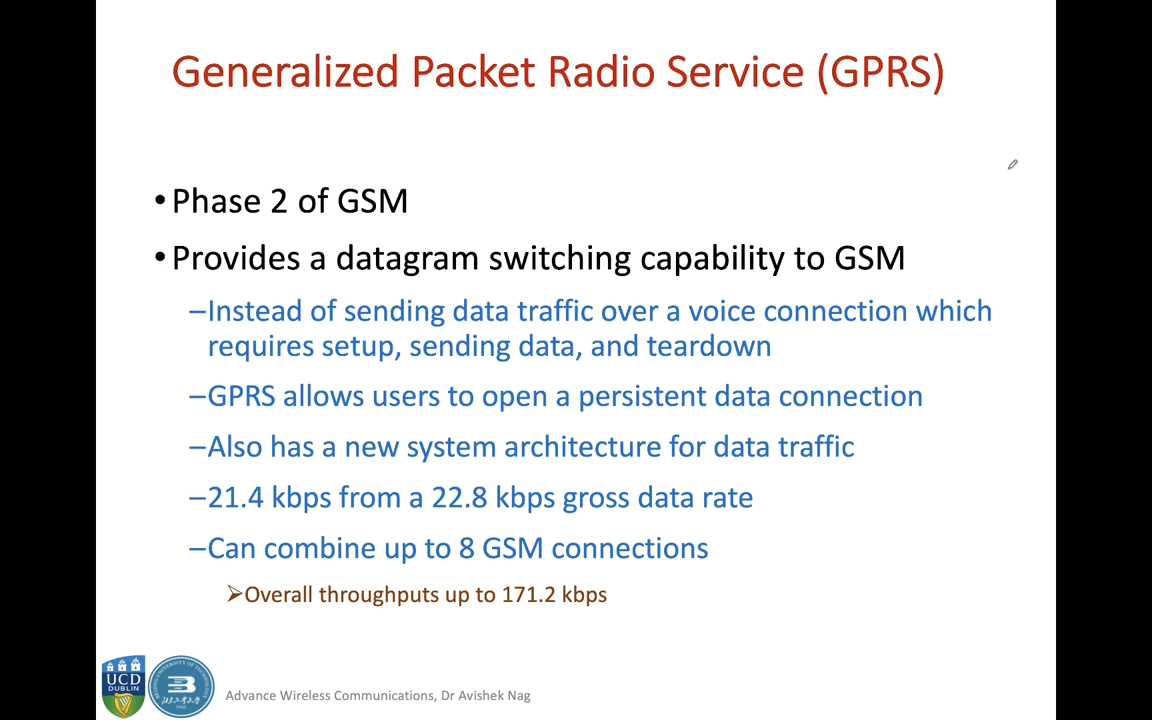 Generalized Packet Radio Service (GPRS)
•Phase 2 of GSM
•Provides a datagram switching capability to GSM
–Instead of sending data traffic over a voice connection which
requires setup, sending data, and teardown
–GPRS allows users to open a persistent data connection
–Also has a new system architecture for data traffic
–21.4 kbps from a 22.8 kbps gross data rate
–Can combine up to 8 GSM connections
➢Overall throughputs up to 171.2 kbps
UCD
DUBLIN
Advance Wireless Communications, Dr Avishek Nag